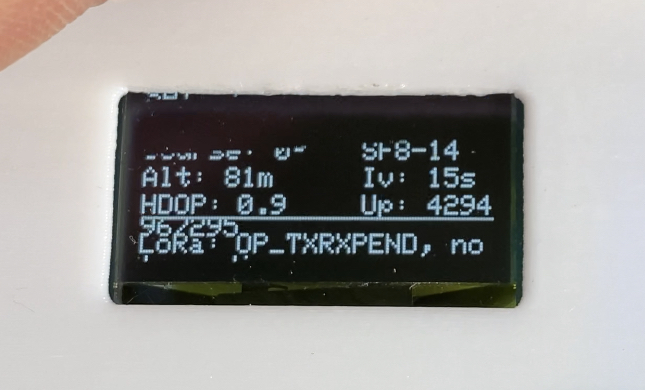 SF8-14
Alt: 81m Iv: 15s
HDOP: 0.9 Up: 4294
967295
LoRa: OP_TXRXPEND, no